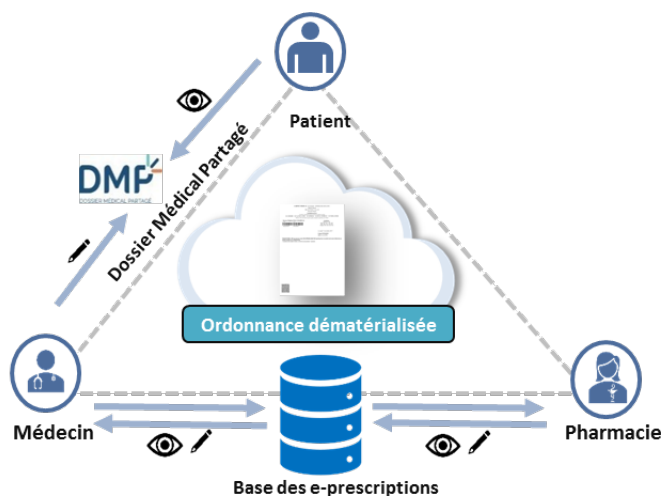 Patient
DMP
DOSSIER MÉDICAL PARTAGÉ
Dossier Médical Partagé
Ordonnance dématérialisée
Médecin
Pharmacie
Base des e-prescriptions